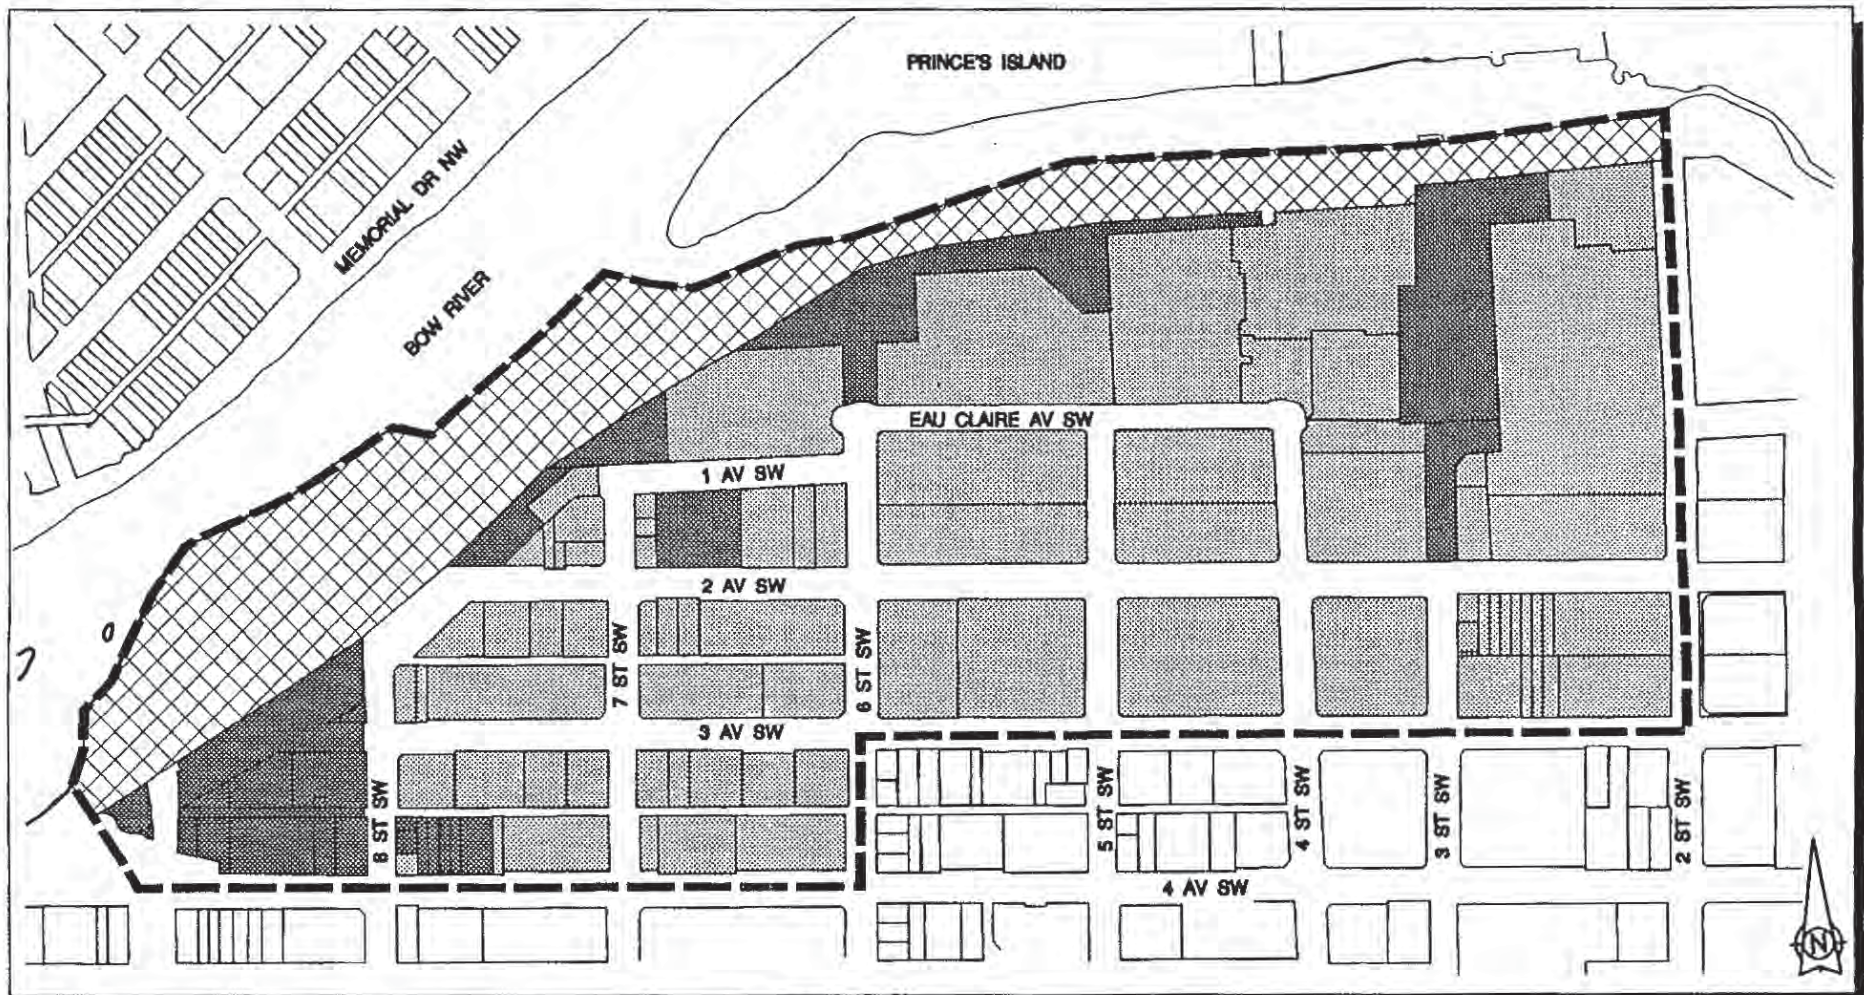 PRINCE'S ISLAND
MEMORIAL DR NW
BOW RIVER
EAU CLAIRE AV SW
1 AV SW
2 AV SW
7 ST SW
6 ST SW
3 AV SW
8 ST SW
5 ST SW
4 ST SW
3 ST SW
2 ST SW
4 AV SW
N